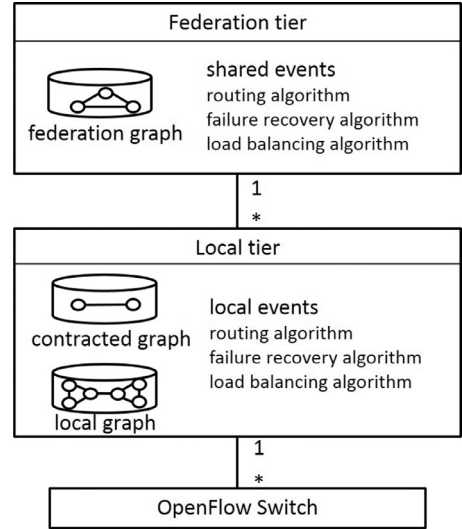 Federation tier
federation graph
shared events
routing algorithm
failure recovery algorithm
load balancing algorithm
1
*
Local tier
contracted graph
local graph
local events
routing algorithm
failure recovery algorithm
load balancing algorithm
1
*
OpenFlow Switch